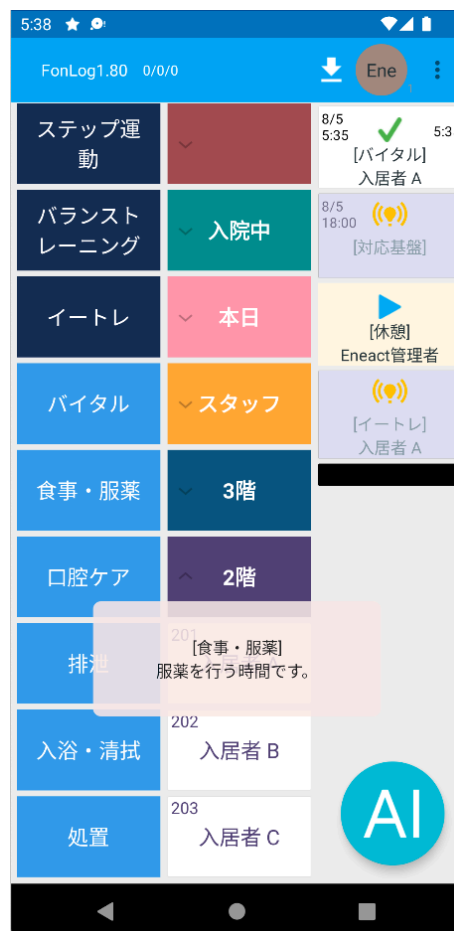 5:38
FonLog1.80 0/0/0
Ene
1
ステップ運
動
バランスト
レーニング
イートレ
バイタル
食事・服薬
口腔ケア
排泄
入浴・清拭
処置
入院中
本日
スタッフ
3階
2階
201
[食事・服薬]
服薬を行う時間です。
202
入居者 B
203
入居者 C
8/5
5:35
5:3
[バイタル]
入居者 A
8/5
18:00
[対応基盤]
[休憩]
Eneact管理者
[イートレ]
入居者 A
AI